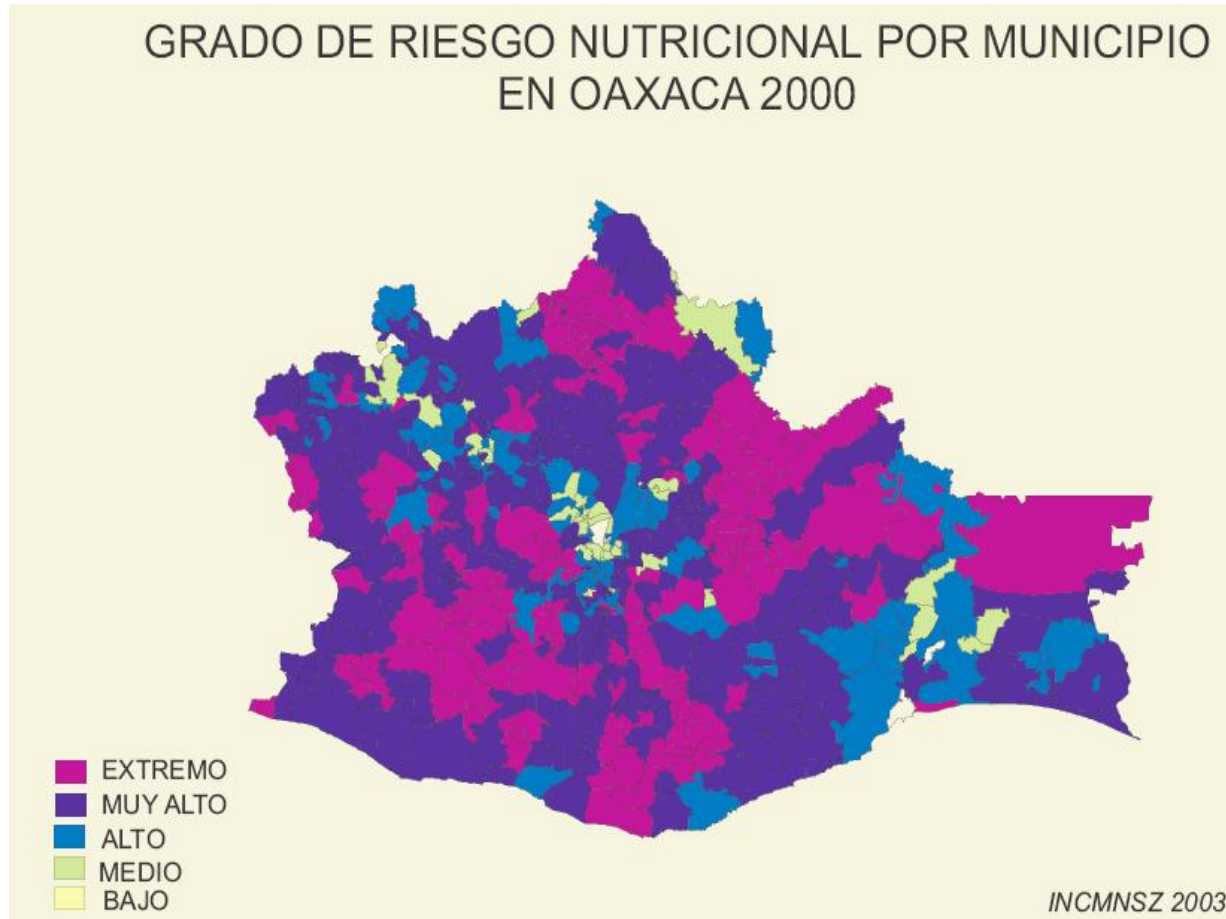 GRADO DE RIESGO NUTRICIONAL POR MUNICIPIO
EN OAXACA 2000
EXTREMO
MUY ALTO
ALTO
MEDIO
BAJO
INCMNSZ 2003